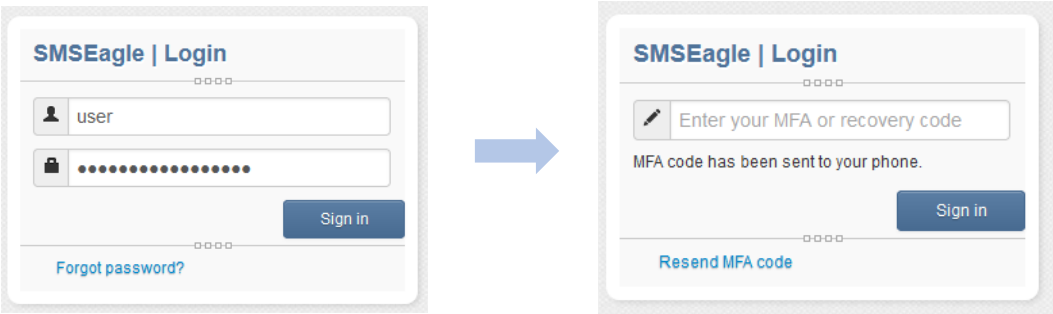 SMSEagle | Login
user
•••••••••••••••••
Sign in
Forgot password?
SMSEagle | Login
Enter your MFA or recovery code
MFA code has been sent to your phone.
Sign in
Resend MFA code